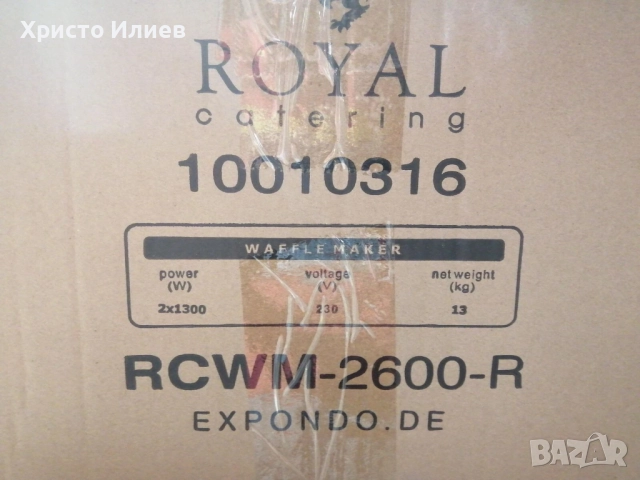 Христо Илиев
ROYAL
catering
10010316
WAFFLE MAKER
power (W) voltage (V) net weight (kg)
2x1300 230 13
RCWM-2600-R
EXPONDO.DE
BAZAR